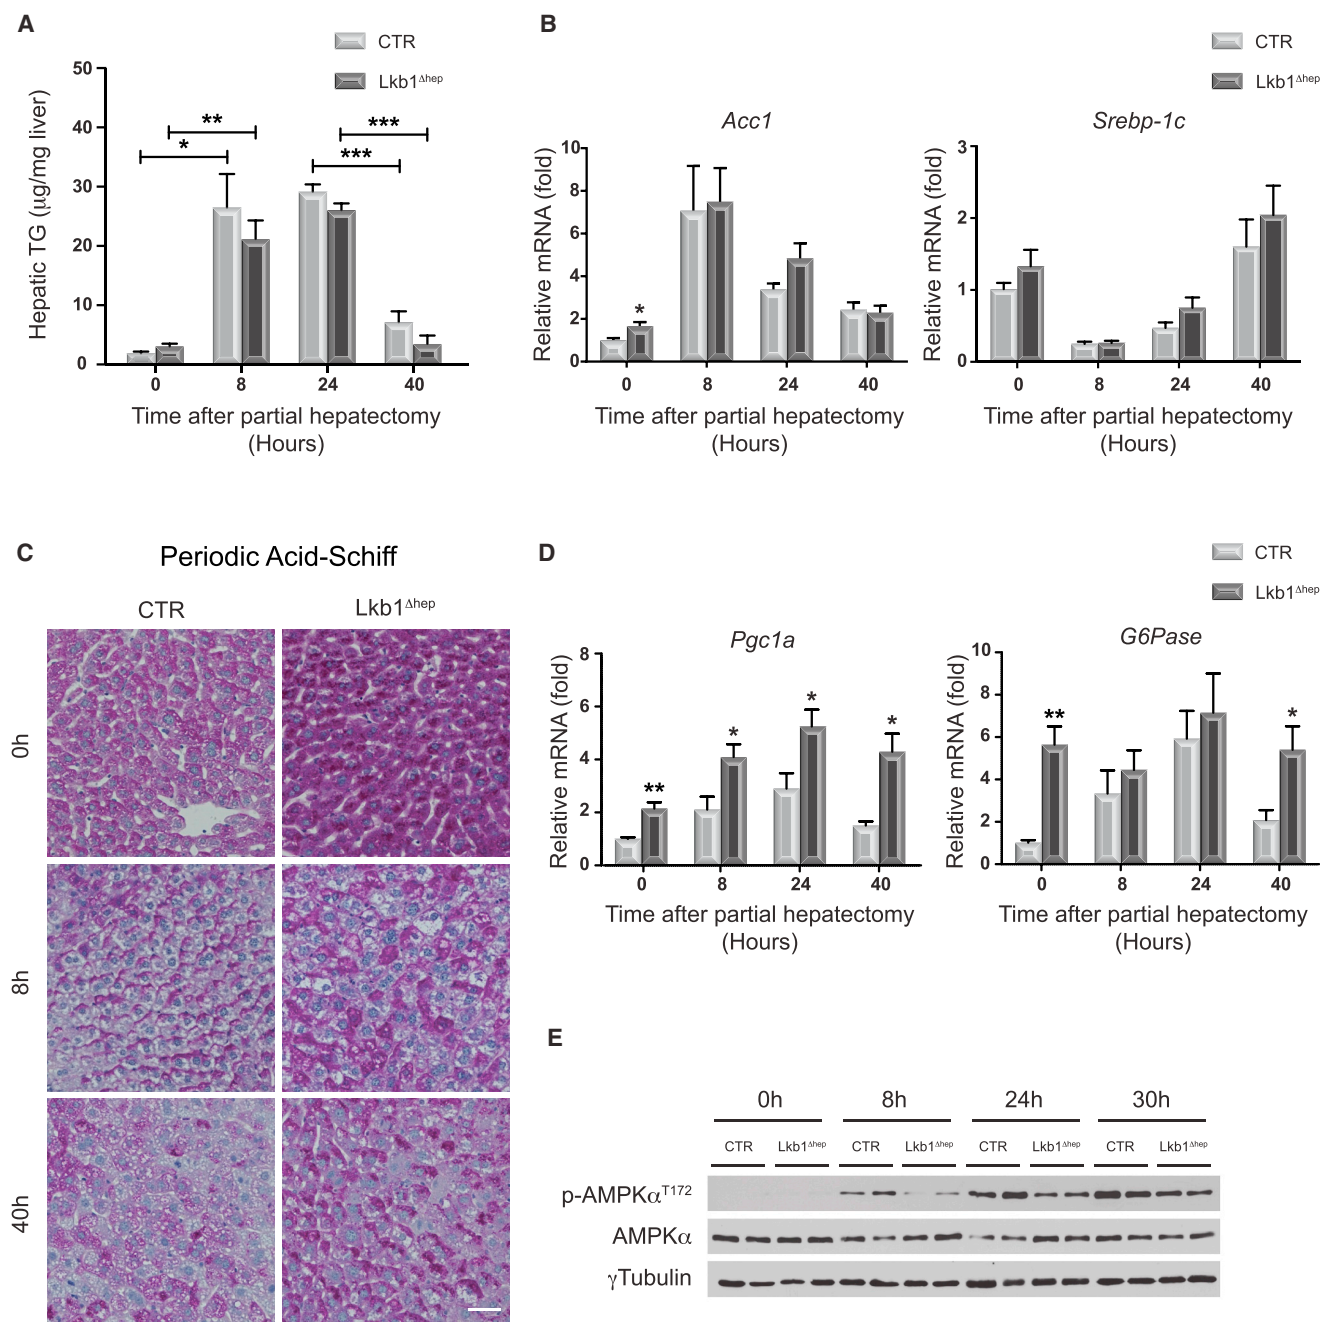 A
CTR
Lkb1Δhep
Hepatic TG (μg/mg liver)
50
40
30
20
10
0
*
**
***
***
0 8 24 40
Time after partial hepatectomy
(Hours)
B
CTR
Lkb1Δhep
Acc1
Relative mRNA (fold)
10
8
6
4
2
0
*
0 8 24 40
Time after partial hepatectomy
(Hours)
Srebp-1c
Relative mRNA (fold)
3
2
1
0
0 8 24 40
Time after partial hepatectomy
(Hours)
C
Periodic Acid-Schiff
CTR Lkb1Δhep
0h
8h
40h
D
CTR
Lkb1Δhep
Pgc1a
Relative mRNA (fold)
8
6
4
2
0
**
*
*
*
0 8 24 40
Time after partial hepatectomy
(Hours)
G6Pase
Relative mRNA (fold)
10
8
6
4
2
0
**
*
0 8 24 40
Time after partial hepatectomy
(Hours)
E
0h 8h 24h 30h
CTR Lkb1Δhep CTR Lkb1Δhep CTR Lkb1Δhep CTR Lkb1Δhep
p-AMPKαT172
AMPKα
γTubulin